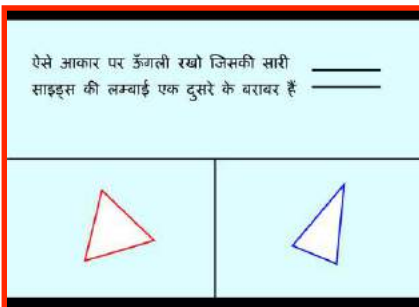 ऐसे आकार पर ऊँगली रखो जिसकी सारी
साइड्स की लम्बाई एक दुसरे के बराबर हैं